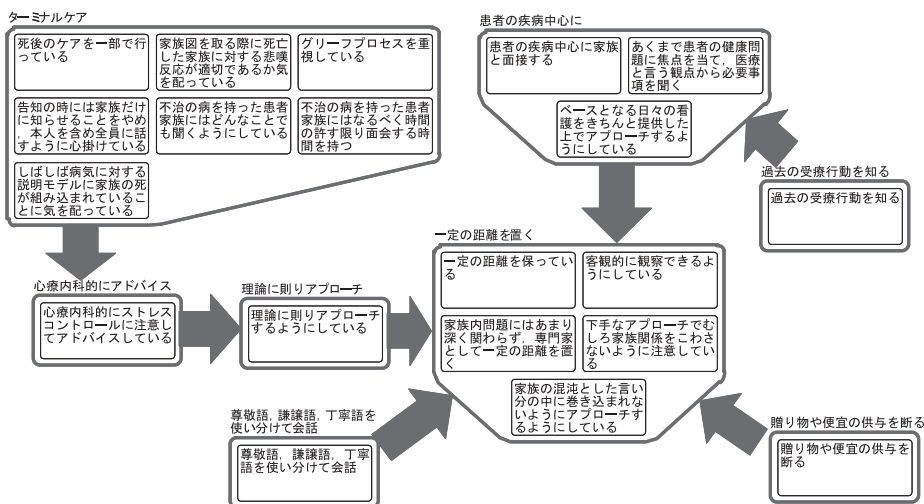 ターミナルケア
死後のケアを一部で行
っている
家族図を取る際に死亡
した家族に対する悲嘆
反応が適切であるか気
を配っている
グリーフプロセスを重
視している
告知の時には家族だけ
に知らせることをやめ
，本人を含め全員に話
すように心掛けている
不治の病を持った患者
家族にはどんなことで
も聞くようにしている
不治の病を持った患者
家族にはなるべく時間
の許す限り面会する時
間を持つ
しばしば病気に対する
説明モデルに家族の死
が組み込まれているこ
とに気を配っている
患者の疾病中心に
患者の疾病中心に家族
と面接する
あくまで患者の健康問
題に焦点を当て，医療
と言う観点から必要事
項を聞く
ベースとなる日々の看
護をきちんと提供した
上でアプローチするよ
うにしている
過去の受療行動を知る
過去の受療行動を知る
心療内科的にアドバイス
心療内科的にストレス
コントロールに注意し
てアドバイスしている
理論に則りアプローチ
理論に則りアプローチ
するようにしている
一定の距離を置く
一定の距離を保ってい
る
客観的に観察できるよ
うにしている
家族内問題にはあまり
深く関わらず，専門家
として一定の距離を置
く
下手なアプローチでむ
しろ家族関係をこわさ
ないように注意してい
る
家族の混沌とした言い
分の中に巻き込まれな
いようにアプローチす
るようにしている
尊敬語，謙譲語，丁寧語を
使い分けて会話
尊敬語，謙譲語，丁寧
語を使い分けて会話
贈り物や便宜の供与を断る
贈り物や便宜の供与を
断る